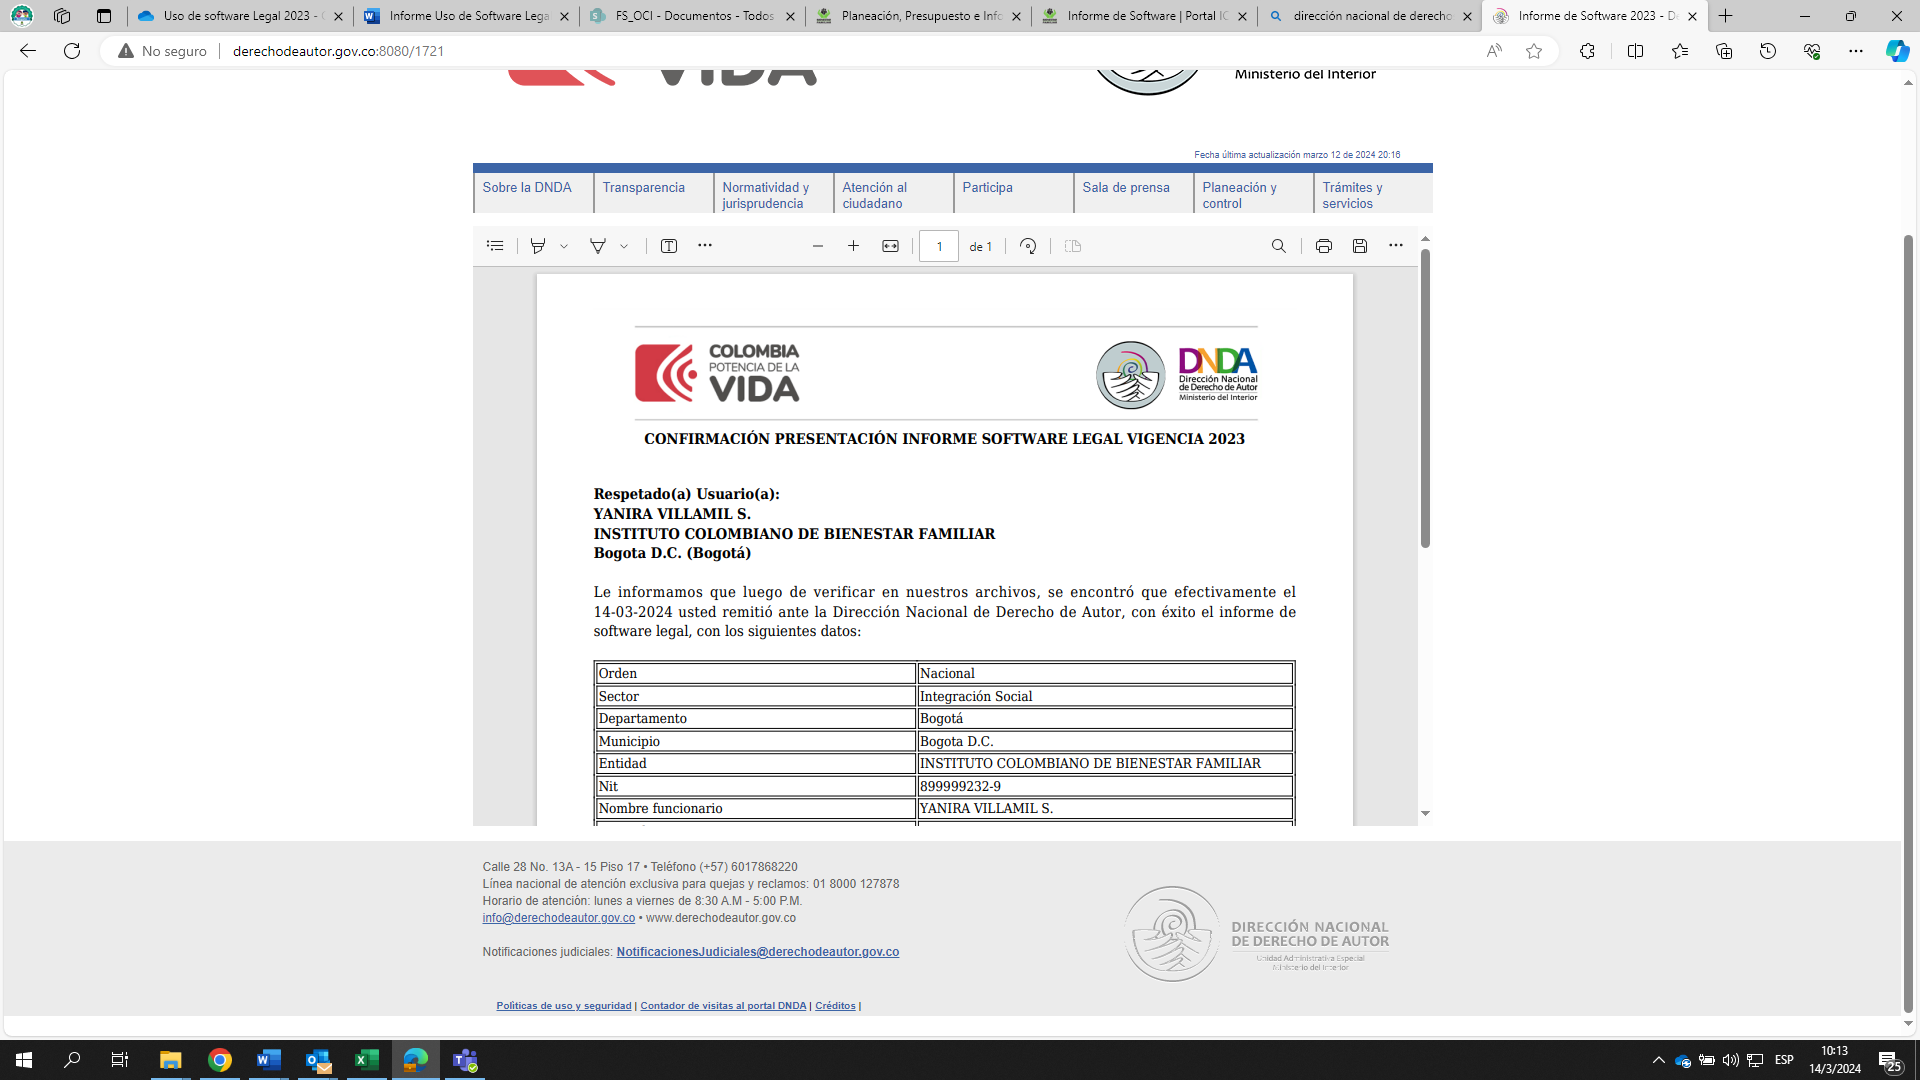 Uso de software Legal 2023 - 
Informe Uso de Software Lega
FS_OCI - Documentos - Todos
Planeación, Presupuesto e Info
Informe de Software | Portal IC
dirección nacional de derecho
Informe de Software 2023 - De
No seguro
derechodeautor.gov.co:8080/1721
VIDA
Ministerio del Interior
Fecha última actualización marzo 12 de 2024 20:16
Sobre la DNDA
Transparencia
Normatividad y
jurisprudencia
Atención al
ciudadano
Participa
Sala de prensa
Planeación y
control
Trámites y
servicios
1 de 1
COLOMBIA
POTENCIA DE LA
VIDA
DNDA
Dirección Nacional
de Derecho de Autor
Ministerio del Interior
CONFIRMACIÓN PRESENTACIÓN INFORME SOFTWARE LEGAL VIGENCIA 2023
Respetado(a) Usuario(a):
YANIRA VILLAMIL S.
INSTITUTO COLOMBIANO DE BIENESTAR FAMILIAR
Bogota D.C. (Bogotá)
Le informamos que luego de verificar en nuestros archivos, se encontró que efectivamente el
14-03-2024 usted remitió ante la Dirección Nacional de Derecho de Autor, con éxito el informe de
software legal, con los siguientes datos:
Orden Nacional
Sector Integración Social
Departamento Bogotá
Municipio Bogota D.C.
Entidad INSTITUTO COLOMBIANO DE BIENESTAR FAMILIAR
Nit 899999232-9
Nombre funcionario YANIRA VILLAMIL S.
Calle 28 No. 13A - 15 Piso 17 • Teléfono (+57) 6017868220
Línea nacional de atención exclusiva para quejas y reclamos: 01 8000 127878
Horario de atención: lunes a viernes de 8:30 A.M - 5:00 P.M.
info@derechodeautor.gov.co • www.derechodeautor.gov.co
Notificaciones judiciales: NotificacionesJudiciales@derechodeautor.gov.co
DIRECCIÓN NACIONAL
DE DERECHO DE AUTOR
Unidad Administrativa Especial
Ministerio del Interior
Políticas de uso y seguridad | Contador de visitas al portal DNDA | Créditos |
ESP
10:13
14/3/2024
25